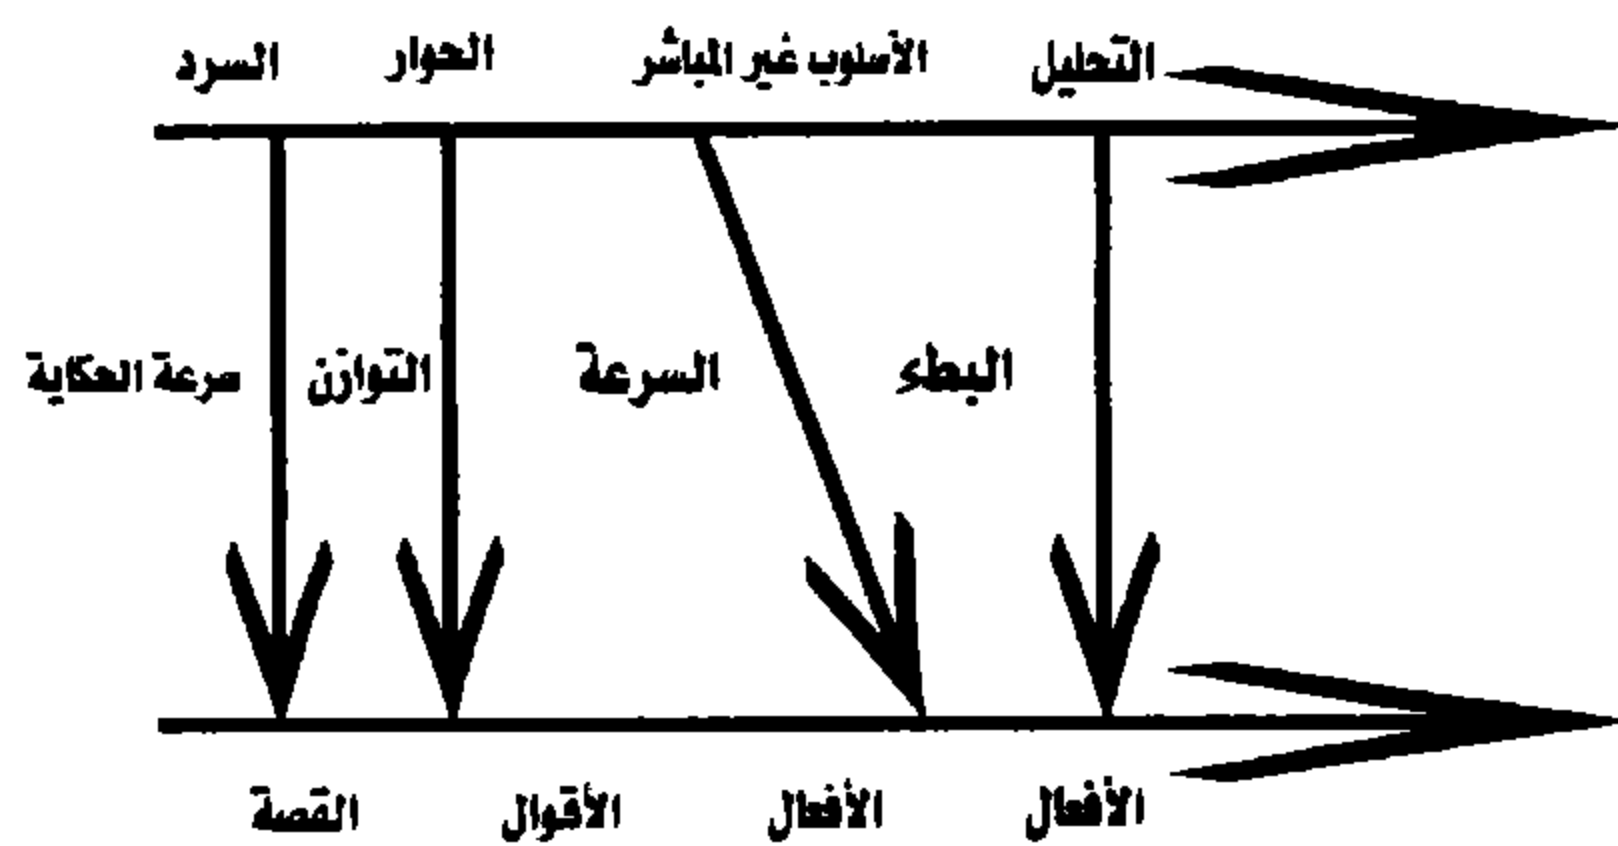 السرد الحوار الأسلوب غير المباشر التحليل
سرعة الحكاية التوازن السرعة البطء
القصة الأقوال الأفعال الأفعال